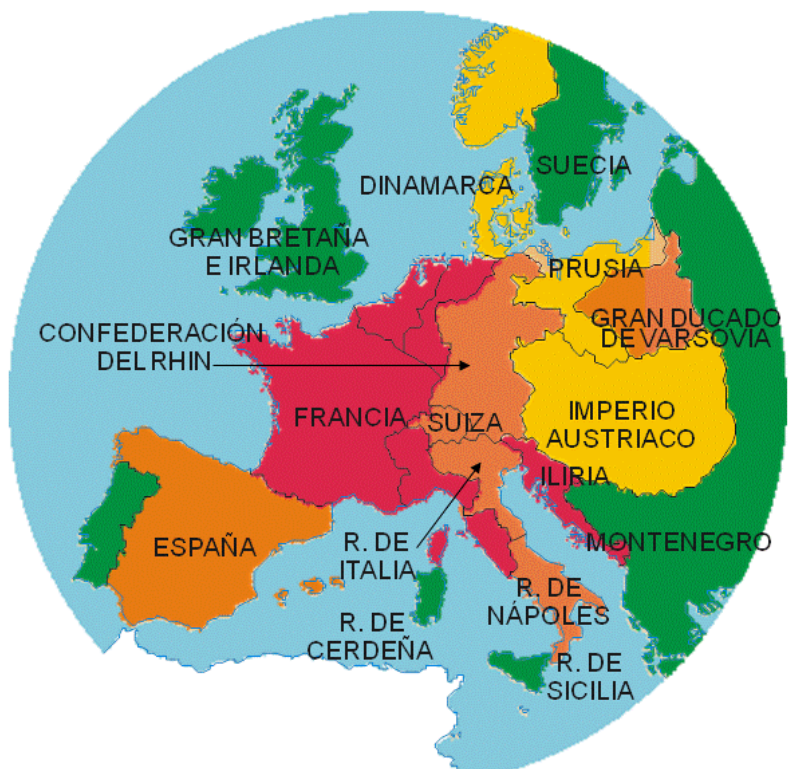 SUECIA
DINAMARCA
GRAN BRETAÑA
E IRLANDA
PRUSIA
GRAN DUCADO
DE VARSOVIA
CONFEDERACIÓN
DEL RHIN
FRANCIA
SUIZA
IMPERIO
AUSTRIACO
ILIRIA
ESPAÑA
R. DE
ITALIA
MONTENEGRO
R. DE
NÁPOLES
R. DE
CERDEÑA
R. DE
SICILIA